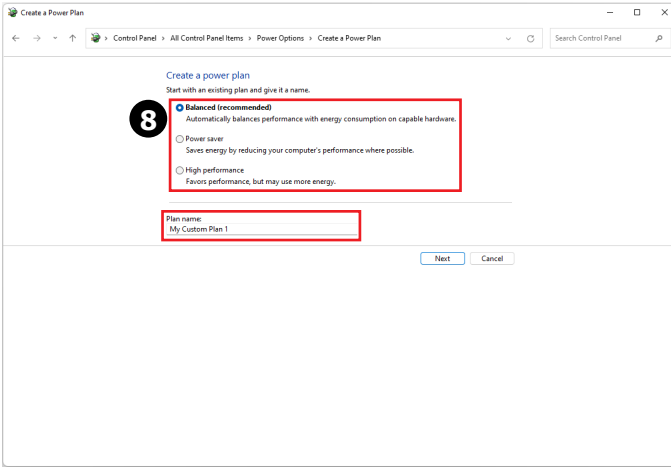 Create a Power Plan
Control Panel > All Control Panel Items > Power Options > Create a Power Plan
Search Control Panel
Create a power plan
Start with an existing plan and give it a name.
8
Balanced (recommended)
Automatically balances performance with energy consumption on capable hardware.
Power saver
Saves energy by reducing your computer's performance where possible.
High performance
Favors performance, but may use more energy.
Plan name:
My Custom Plan 1
Next Cancel